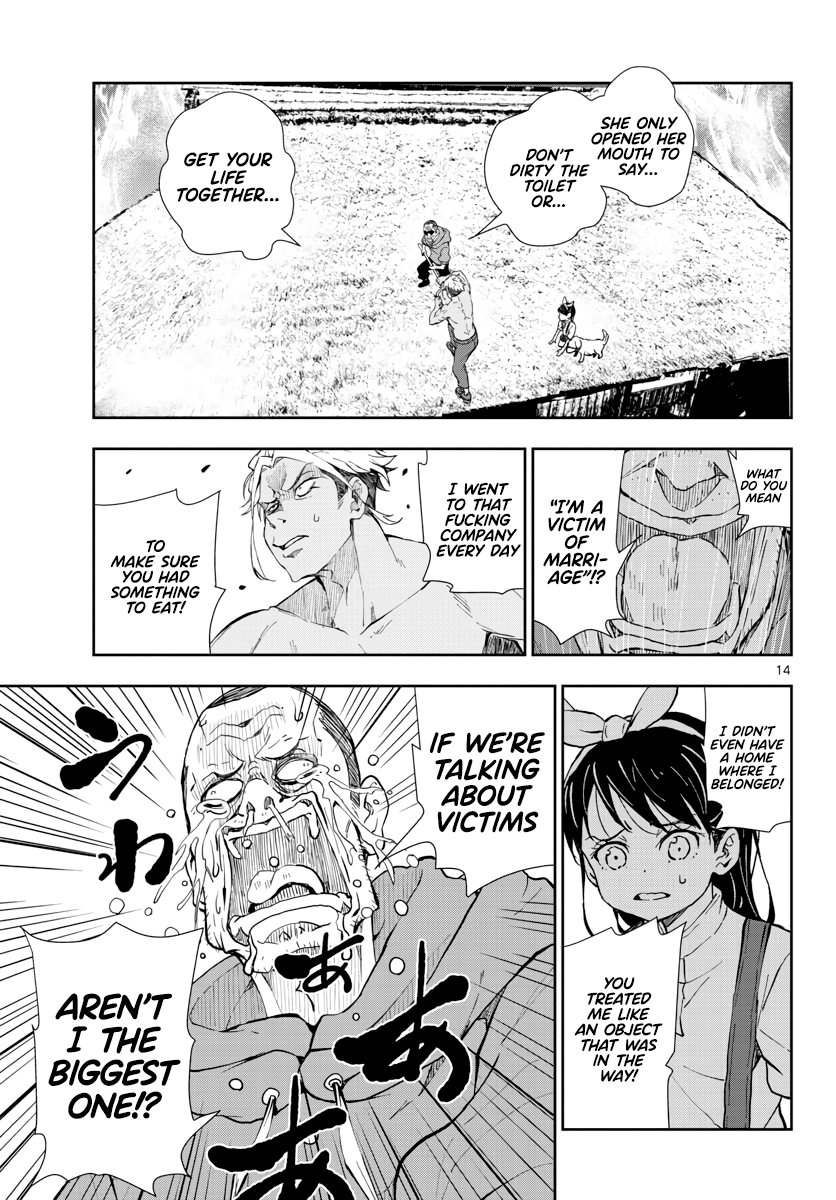 SHE ONLY
OPENED HER
MOUTH TO
SAY...
DON'T
DIRTY THE
TOILET
OR...
GET YOUR
LIFE
TOGETHER...
WHAT
DO YOU
MEAN
"I'M A
VICTIM
OF
MARRI-
AGE"!?
I WENT
TO THAT
FUCKING
COMPANY
EVERY DAY
TO
MAKE SURE
YOU HAD
SOMETHING
TO EAT!
14
I DIDN'T
EVEN HAVE
A HOME
WHERE I
BELONGED!
YOU
TREATED
ME LIKE
AN OBJECT
THAT WAS
IN THE
WAY!
IF WE'RE
TALKING
ABOUT
VICTIMS
AREN'T
I THE
BIGGEST
ONE!?
うわ
ぁああ